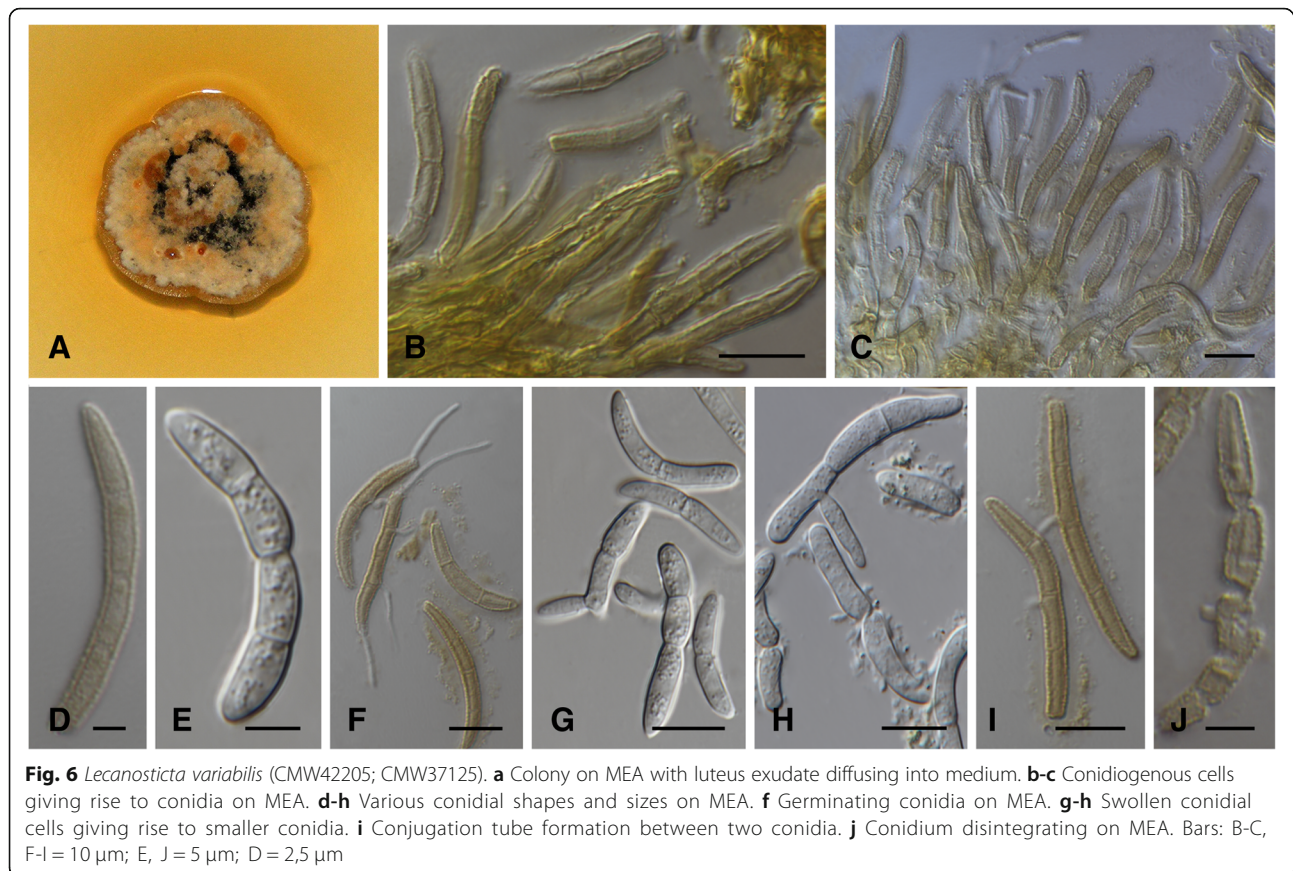 A
B
C
D
E
F
G
H
I
J
Fig. 6 Lecanosticta variabilis (CMW42205; CMW37125). a Colony on MEA with luteus exudate diffusing into medium. b-c Conidiogenous cells
giving rise to conidia on MEA. d-h Various conidial shapes and sizes on MEA. f Germinating conidia on MEA. g-h Swollen conidial
cells giving rise to smaller conidia. i Conjugation tube formation between two conidia. j Conidium disintegrating on MEA. Bars: B-C,
F-I = 10 μm; E, J = 5 μm; D = 2,5 μm